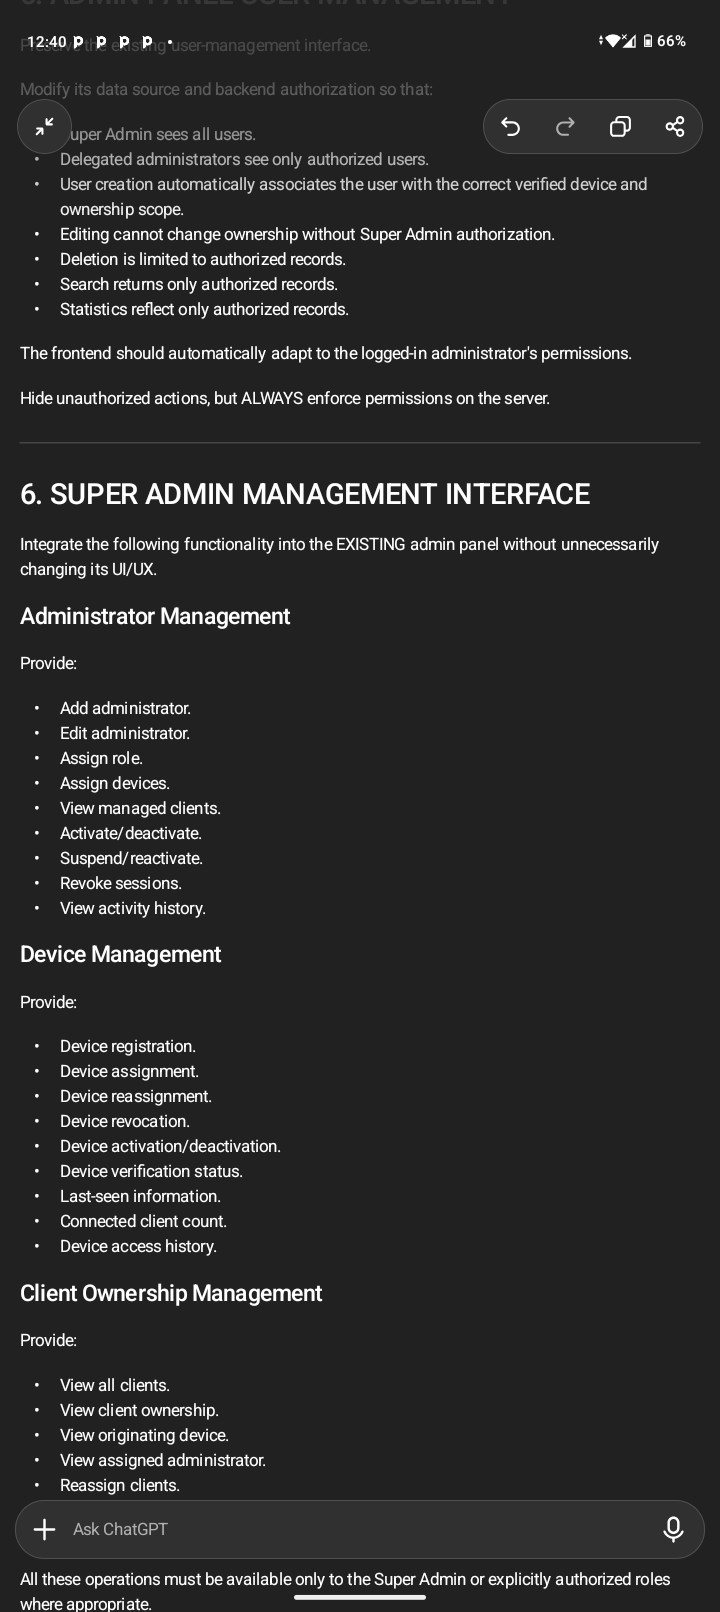 5. ADMIN PANEL USER MANAGEMENT
12:40
66%
Preserve the existing user-management interface.
Modify its data source and backend authorization so that:
uper Admin sees all users.
• Delegated administrators see only authorized users.
• User creation automatically associates the user with the correct verified device and
ownership scope.
• Editing cannot change ownership without Super Admin authorization.
• Deletion is limited to authorized records.
• Search returns only authorized records.
• Statistics reflect only authorized records.
The frontend should automatically adapt to the logged-in administrator's permissions.
Hide unauthorized actions, but ALWAYS enforce permissions on the server.
6. SUPER ADMIN MANAGEMENT INTERFACE
Integrate the following functionality into the EXISTING admin panel without unnecessarily
changing its UI/UX.
Administrator Management
Provide:
• Add administrator.
• Edit administrator.
• Assign role.
• Assign devices.
• View managed clients.
• Activate/deactivate.
• Suspend/reactivate.
• Revoke sessions.
• View activity history.
Device Management
Provide:
• Device registration.
• Device assignment.
• Device reassignment.
• Device revocation.
• Device activation/deactivation.
• Device verification status.
• Last-seen information.
• Connected client count.
• Device access history.
Client Ownership Management
Provide:
• View all clients.
• View client ownership.
• View originating device.
• View assigned administrator.
• Reassign clients.
Ask ChatGPT
All these operations must be available only to the Super Admin or explicitly authorized roles
where appropriate.